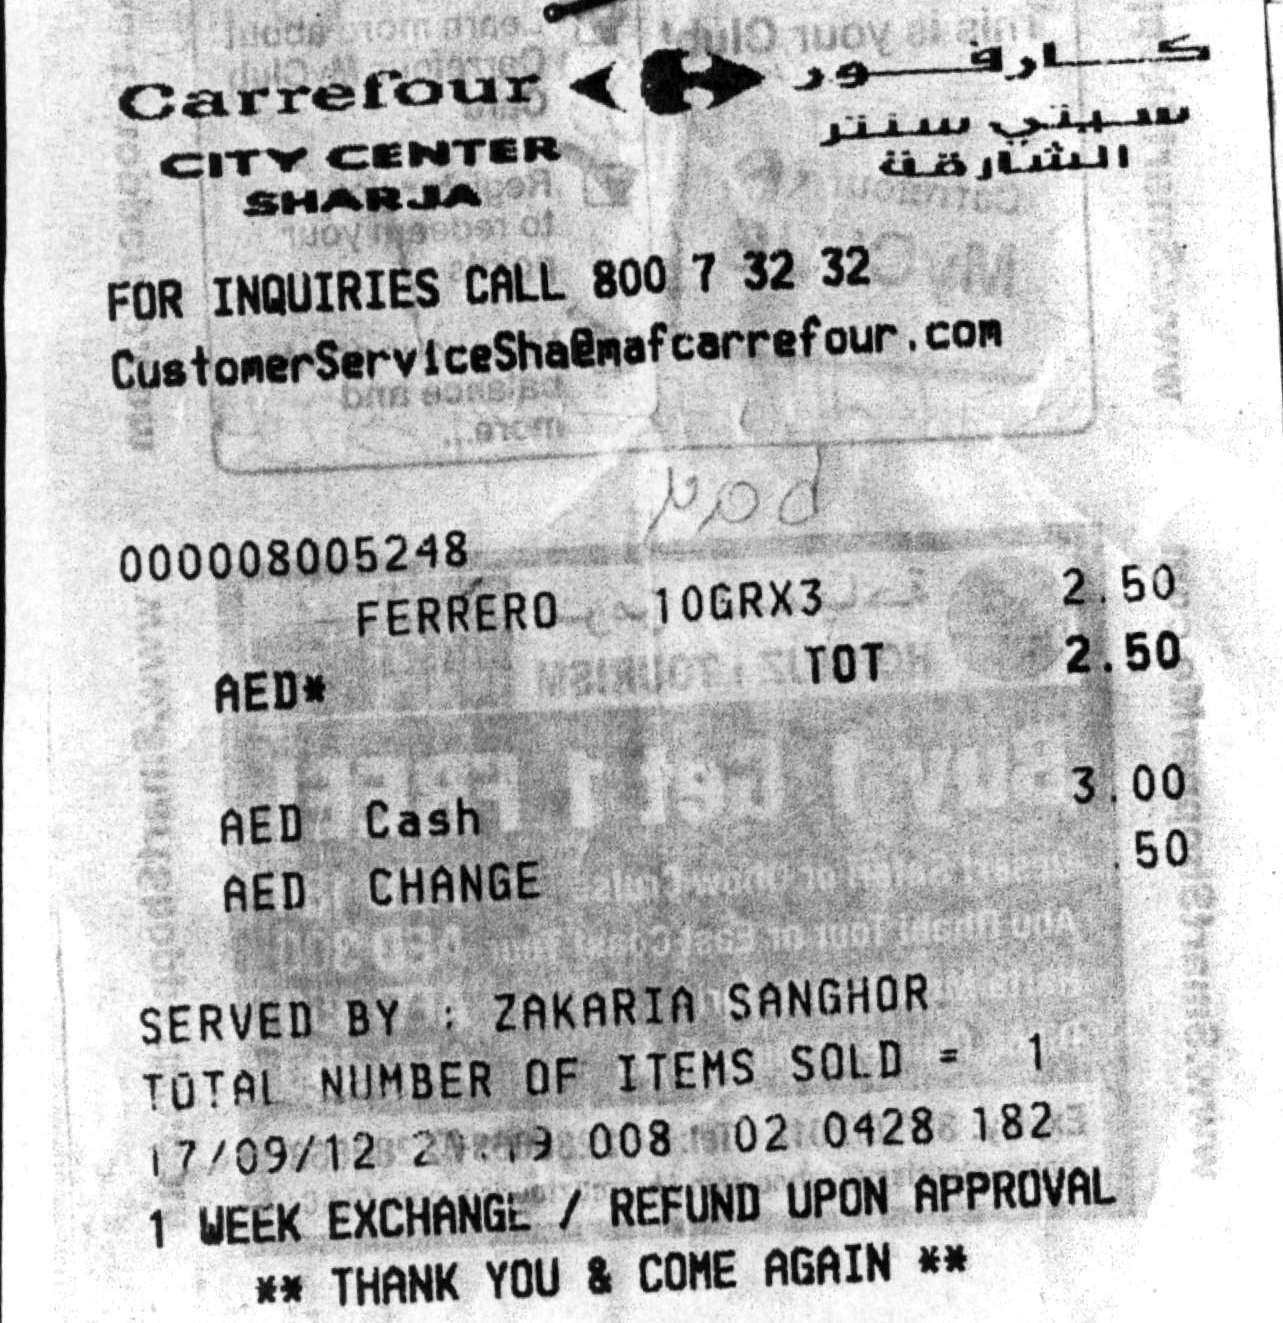 Carrefour كارفور
CITY CENTER سيتي سنتر
SHARJA الشارقة
FOR INQUIRIES CALL 800 7 32 32
CustomerServiceSha@mafcarrefour.com
000008005248
FERRERO 10GRX3 2.50
AED* TOT 2.50
AED Cash 3.00
AED CHANGE .50
SERVED BY : ZAKARIA SANGHOR
TOTAL NUMBER OF ITEMS SOLD = 1
17/09/12 008 02 0428 182
1 WEEK EXCHANGE / REFUND UPON APPROVAL
** THANK YOU & COME AGAIN **